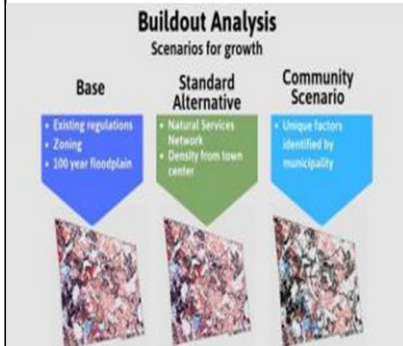 Buildout Analysis
Scenarios for growth
Base
• Existing regulations
• Zoning
• 100 year floodplain
Standard
Alternative
• Natural Services
Network
• Density from town
center
Community
Scenario
• Unique factors
identified by
municipality